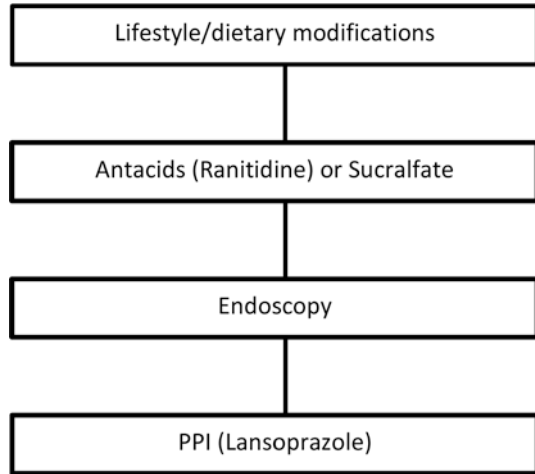 Lifestyle/dietary modifications
Antacids (Ranitidine) or Sucralfate
Endoscopy
PPI (Lansoprazole)